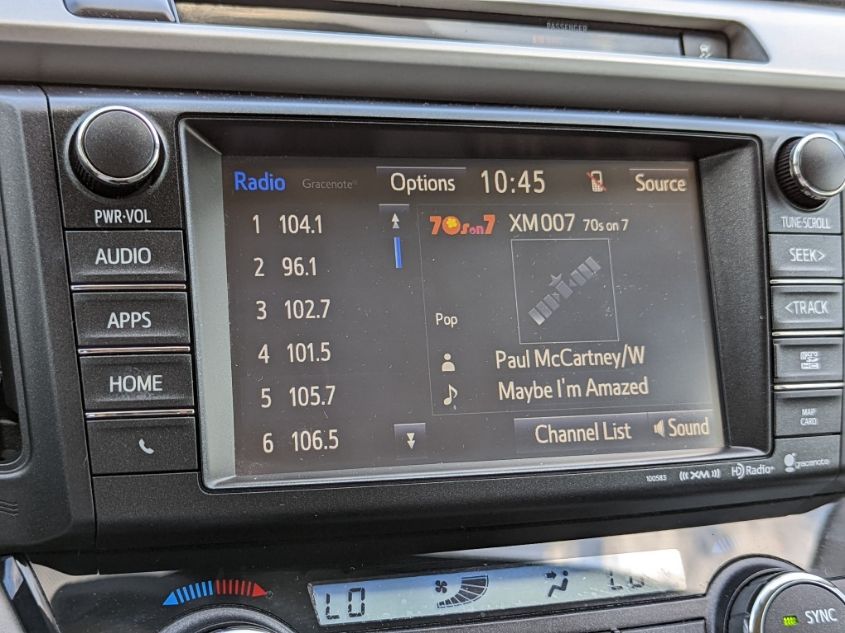 PASSENGER
PWR·VOL
AUDIO
APPS
HOME
Radio Gracenote Options 10:45 Source
1 104.1
2 96.1
3 102.7
4 101.5
5 105.7
6 106.5
70s on 7 XM007 70s on 7
Pop
Paul McCartney/W
Maybe I'm Amazed
Channel List Sound
TUNE·SCROLL
SEEK>
<TRACK
MAP
CARD
100583 ((XM)) HD Radio gracenote
LO LO
SYNC